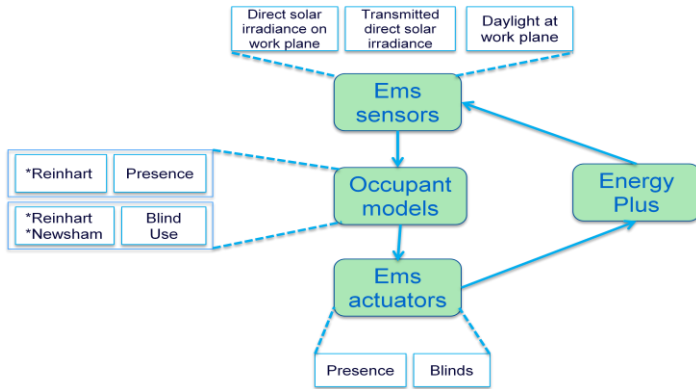 Direct solar
irradiance on
work plane
Transmitted
direct solar
irradiance
Daylight at
work plane
Ems
sensors
*Reinhart
Presence
Occupant
models
Energy
Plus
*Reinhart
*Newsham
Blind
Use
Ems
actuators
Presence
Blinds